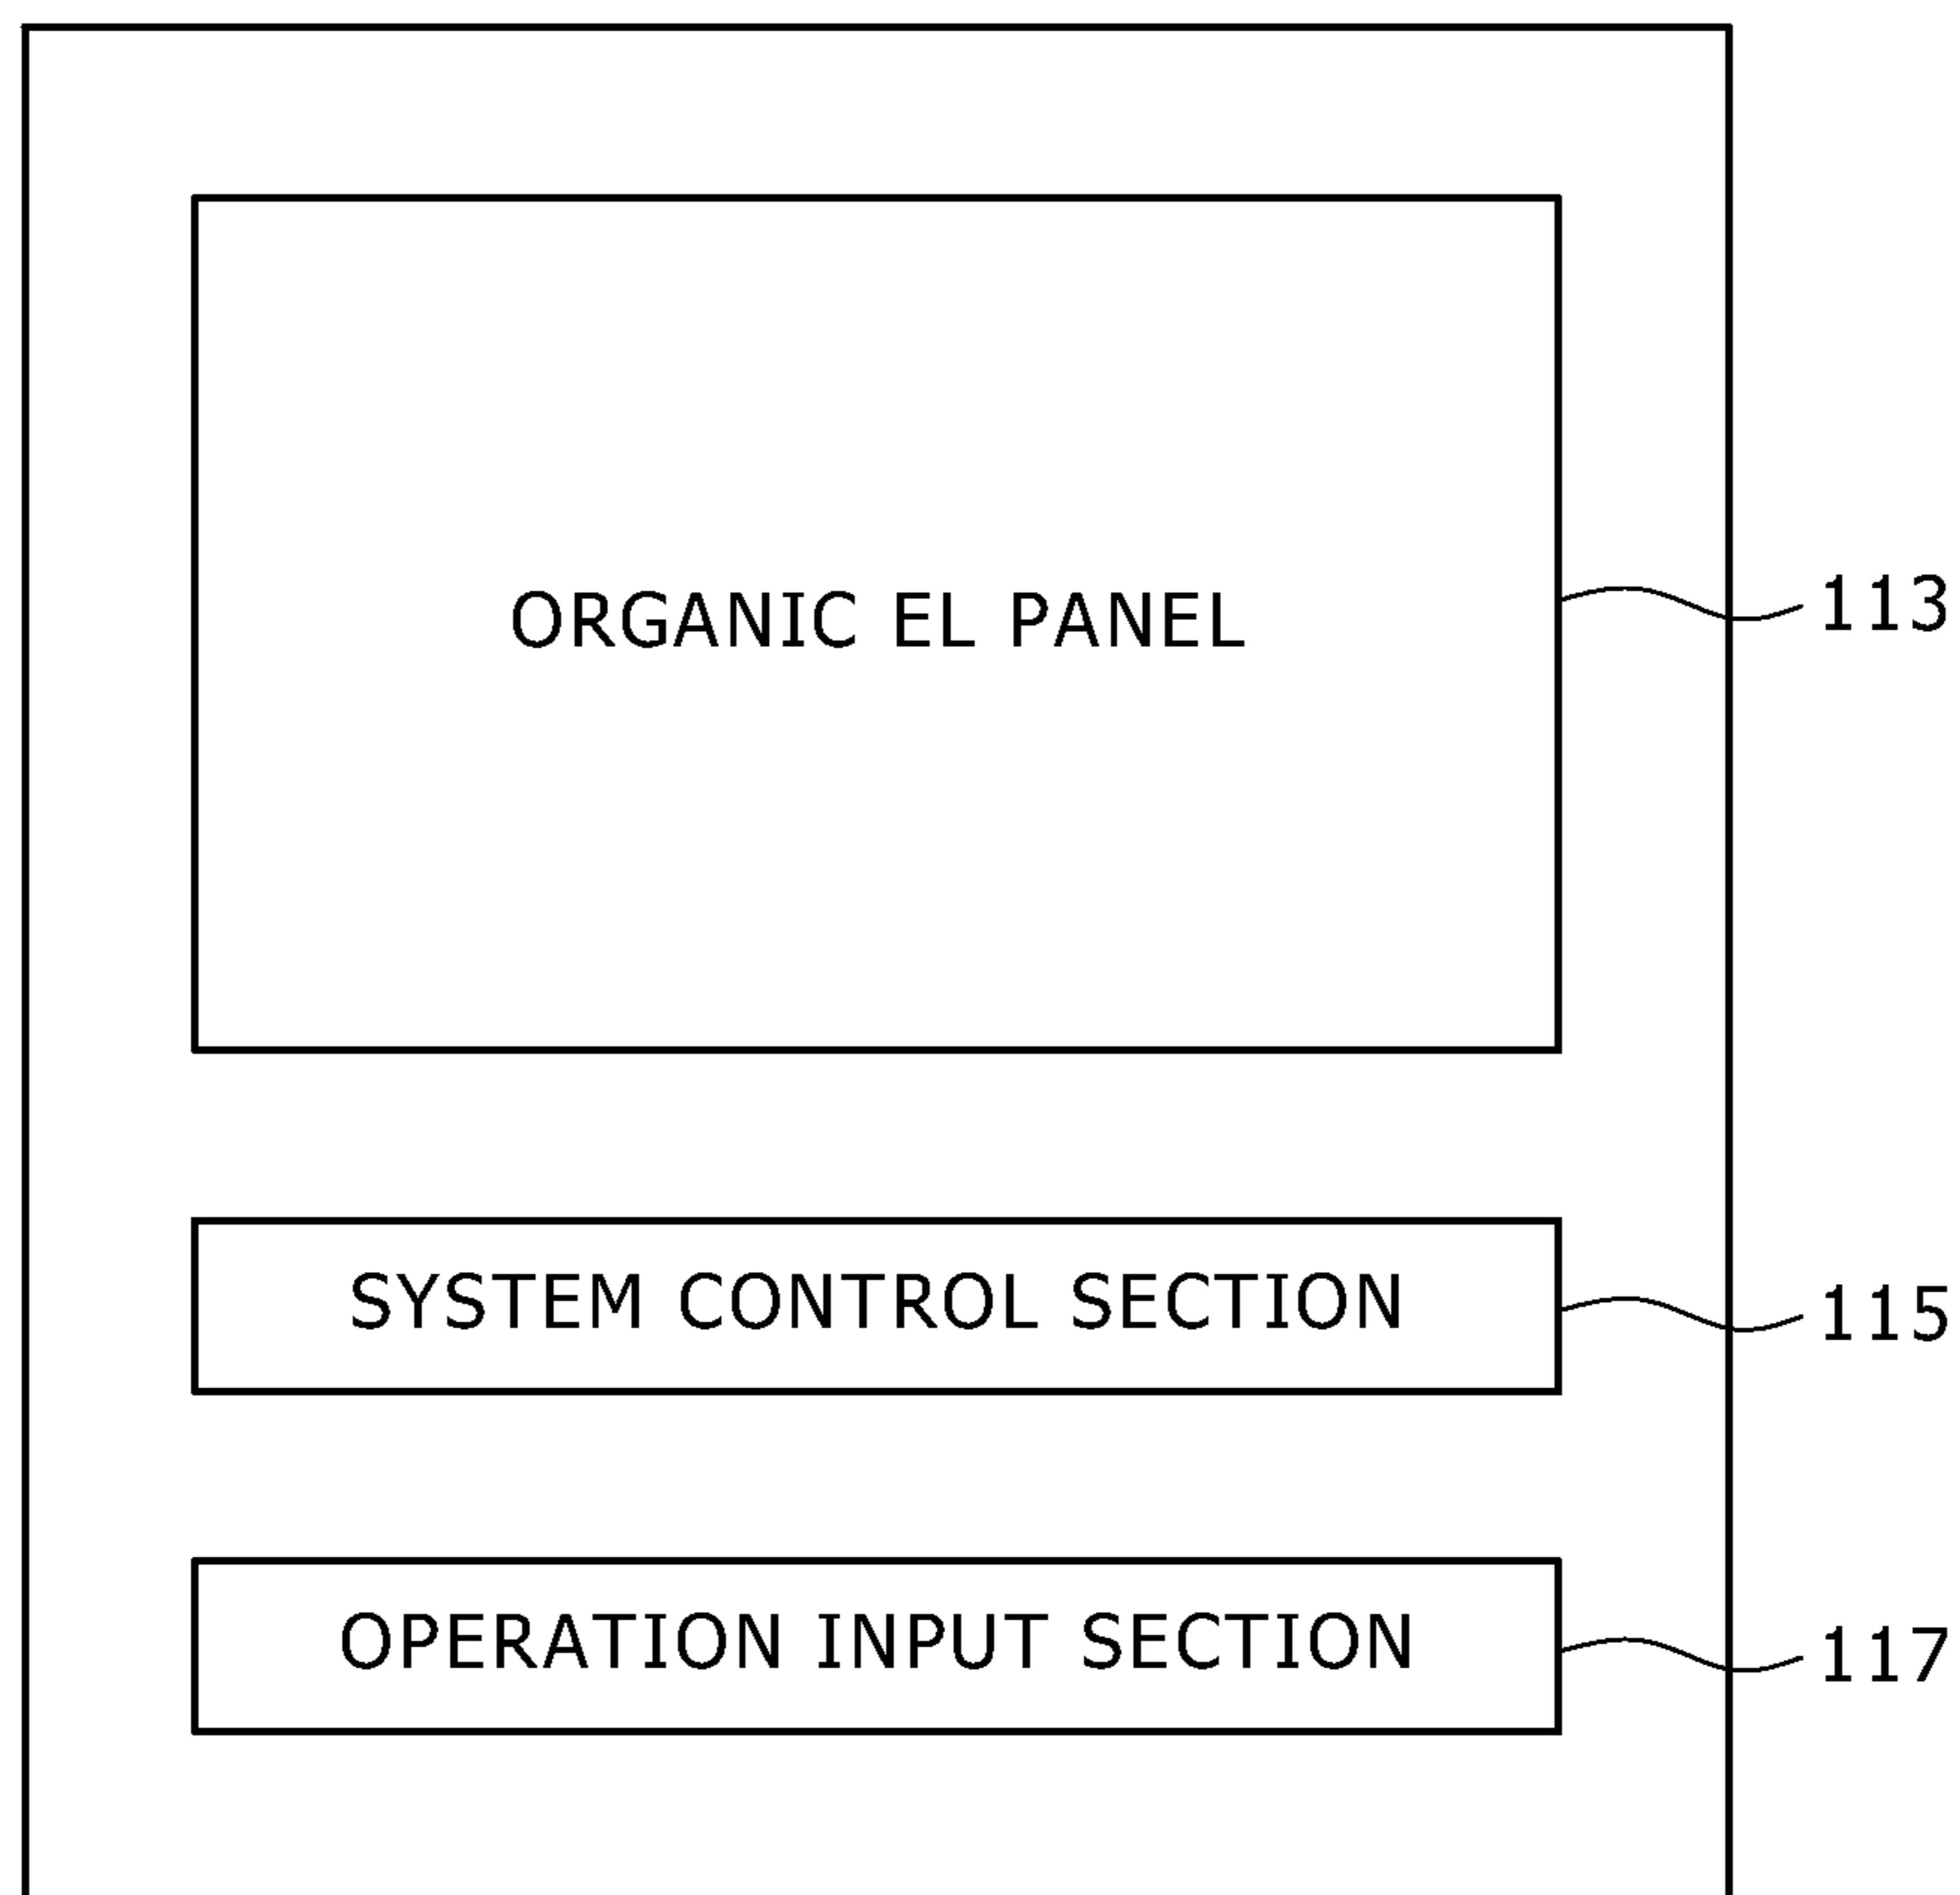 ORGANIC EL PANEL
113
SYSTEM CONTROL SECTION
115
OPERATION INPUT SECTION
117